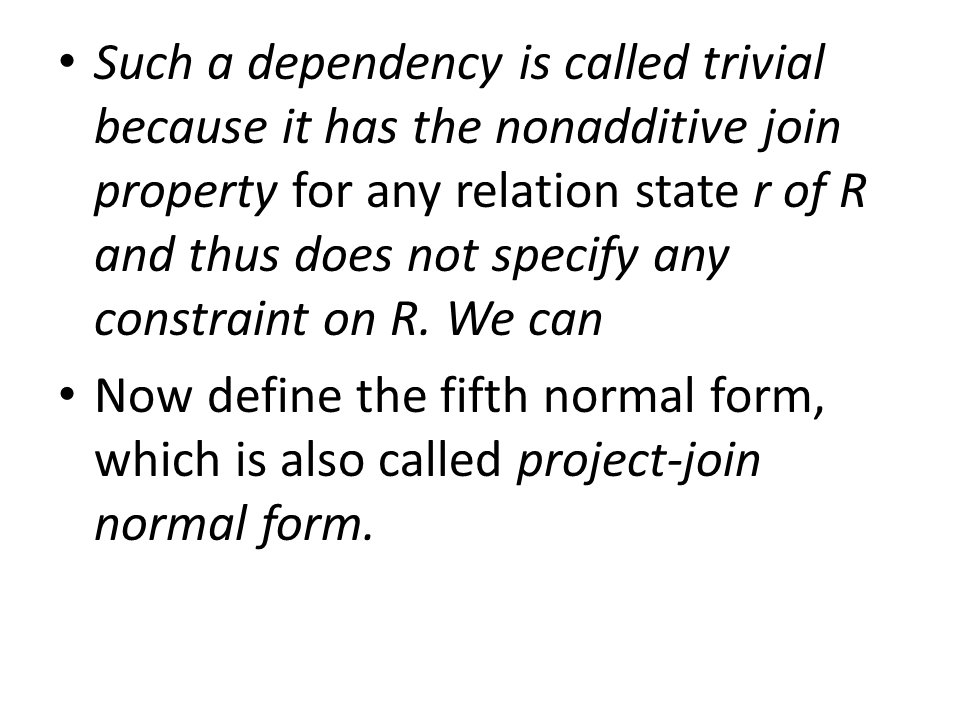 • Such a dependency is called trivial
because it has the nonadditive join
property for any relation state r of R
and thus does not specify any
constraint on R. We can
• Now define the fifth normal form,
which is also called project-join
normal form.